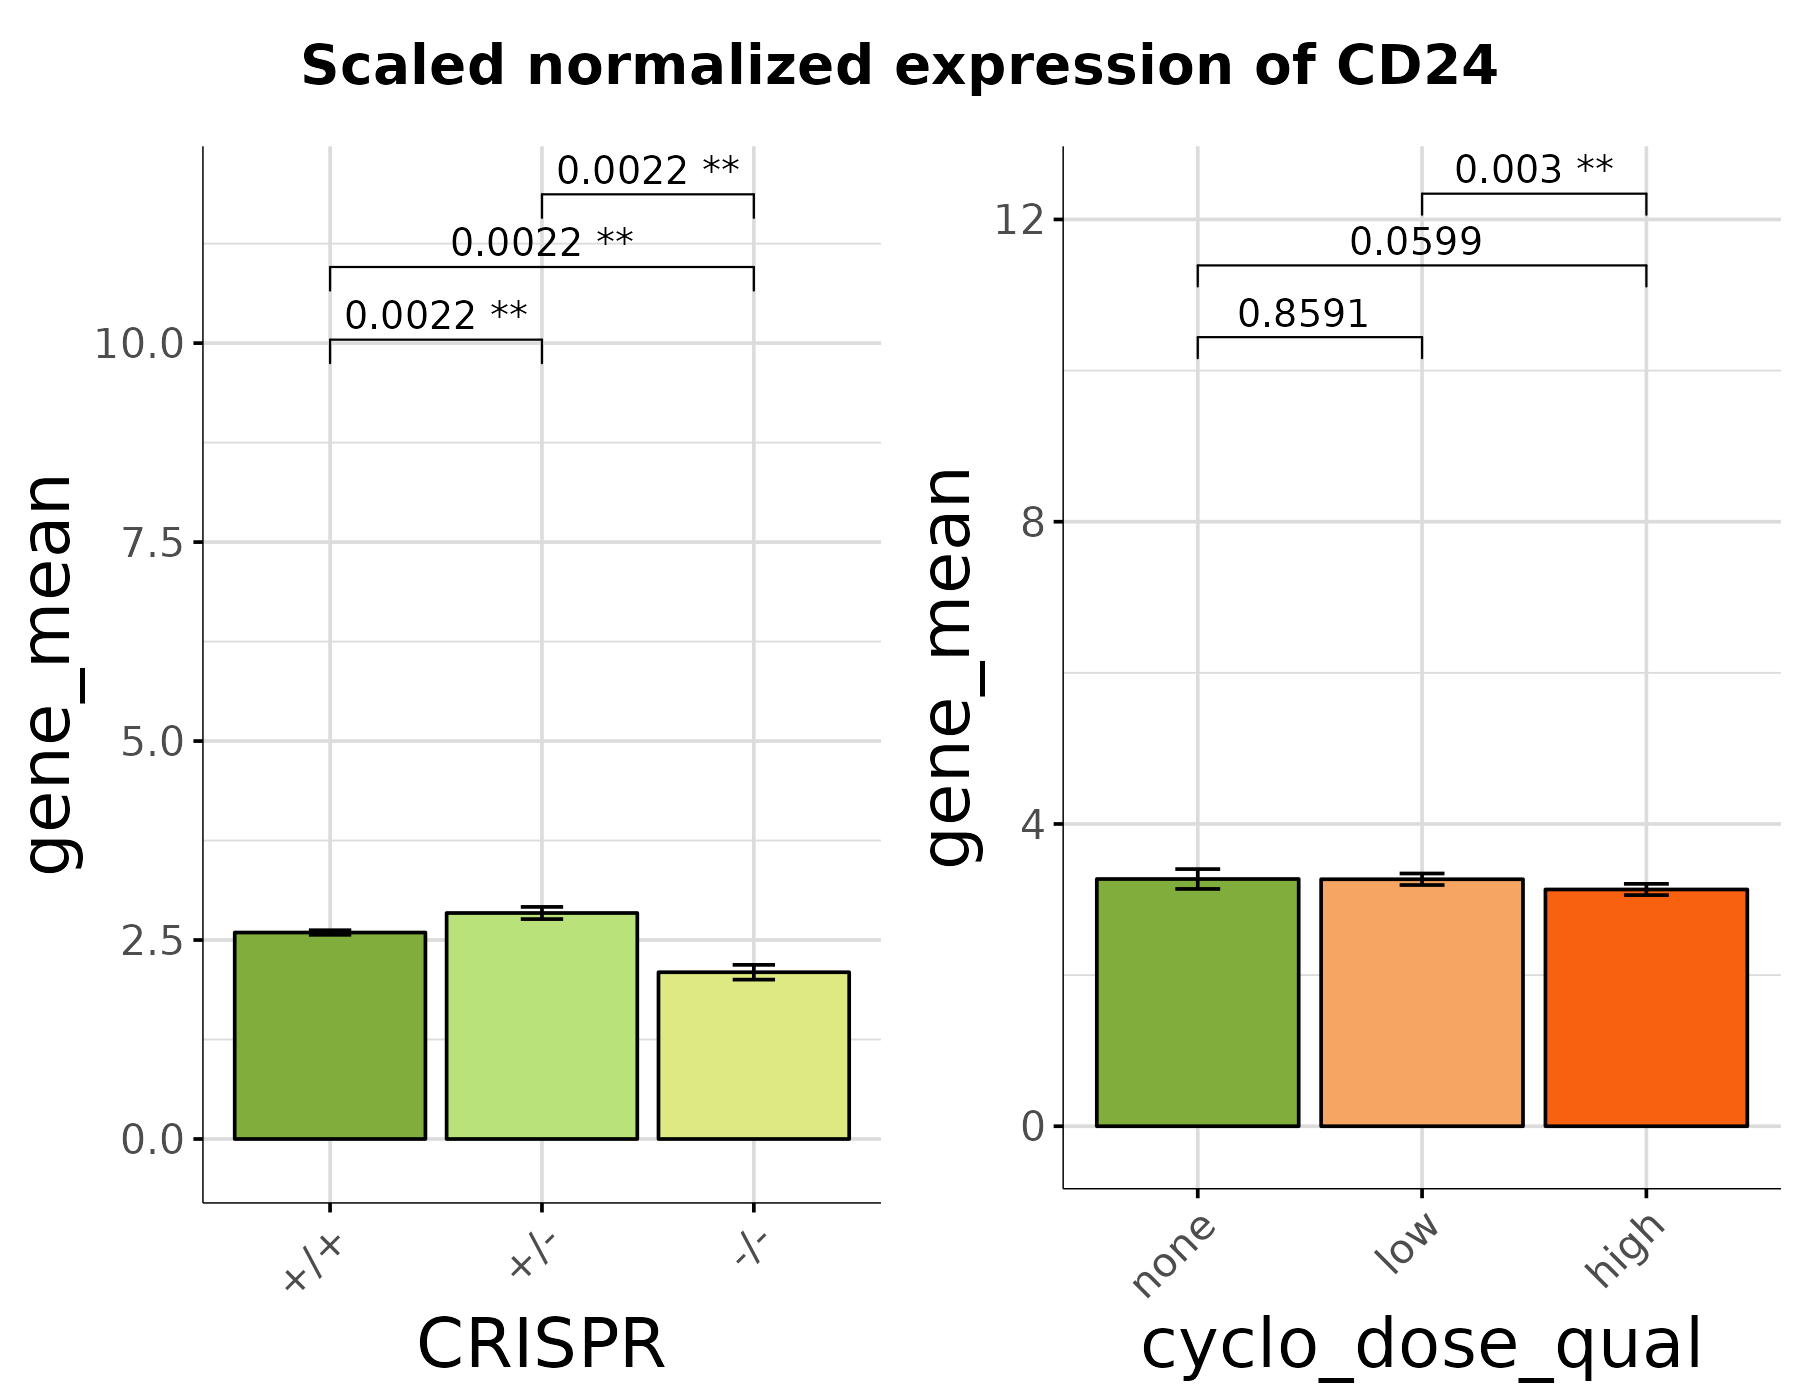 Scaled normalized expression of CD24
gene_mean
10.0
7.5
5.0
2.5
0.0
0.0022 **
0.0022 **
0.0022 **
+/+
+/-
-/-
CRISPR
gene_mean
12
8
4
0
0.003 **
0.0599
0.8591
none
low
high
cyclo_dose_qual